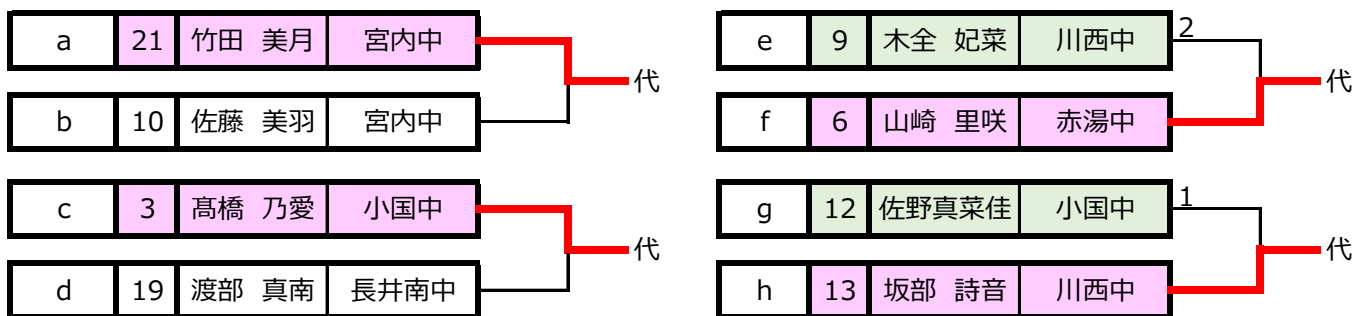 a 21 竹田 美月 宮内中
代
b 10 佐藤 美羽 宮内中
c 3 髙橋 乃愛 小国中
代
d 19 渡部 真南 長井南中
e 9 木全 妃菜 川西中 2
代
f 6 山崎 里咲 赤湯中
g 12 佐野真菜佳 小国中 1
代
h 13 坂部 詩音 川西中